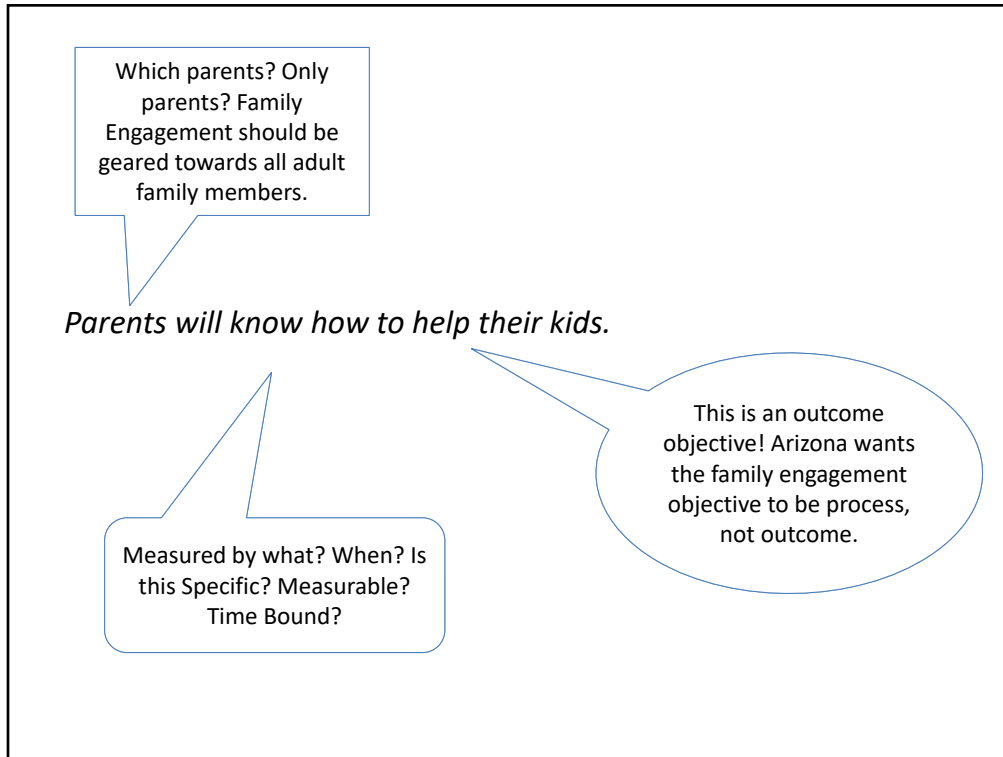 Which parents? Only
parents? Family
Engagement should be
geared towards all adult
family members.
Parents will know how to help their kids.
This is an outcome
objective! Arizona wants
the family engagement
objective to be process,
not outcome.
Measured by what? When? Is
this Specific? Measurable?
Time Bound?